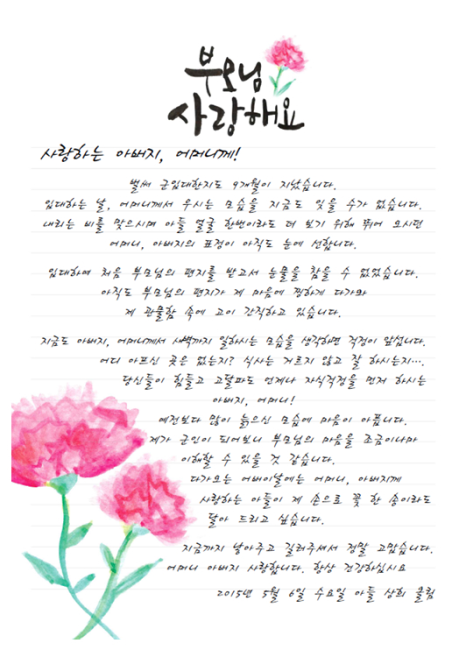 부모님
사랑해요
사랑하는 아버지, 어머니께!
벌써 군입대한지도 9개월이 지났습니다.
입대하는 날, 어머니께서 우시는 모습을 지금도 잊을 수가 없습니다.
내리는 비를 맞으시며 아들 얼굴 한번이라도 더 보기 위해 뛰어 오시던
어머니, 아버지의 표정이 아직도 눈에 선합니다.
입대하여 처음 부모님의 편지를 받고서 눈물을 참을 수 없었습니다.
아직도 부모님의 편지가 제 마음에 찡하게 다가와
제 관물함 속에 고이 간직하고 있습니다.
지금도 아버지, 어머니께서 새벽까지 일하시는 모습을 생각하면 걱정이 앞섭니다.
어디 아프신 곳은 없는지? 식사는 거르지 않고 잘 하시는지….
당신들이 힘들고 고달파도 언제나 자식걱정을 먼저 하시는
아버지, 어머니!
예전보다 많이 늙으신 모습에 마음이 아픕니다.
제가 군인이 되어보니 부모님의 마음을 조금이나마
이해할 수 있을 것 같습니다.
다가오는 어버이날에는 어머니, 아버지께
사랑하는 아들이 제 손으로 꽃 한 송이라도
달아 드리고 싶습니다.
지금까지 낳아주고 길러주셔서 정말 고맙습니다.
어머니 아버지 사랑합니다. 항상 건강하십시요
2015년 5월 6일 수요일 아들 상희 올림